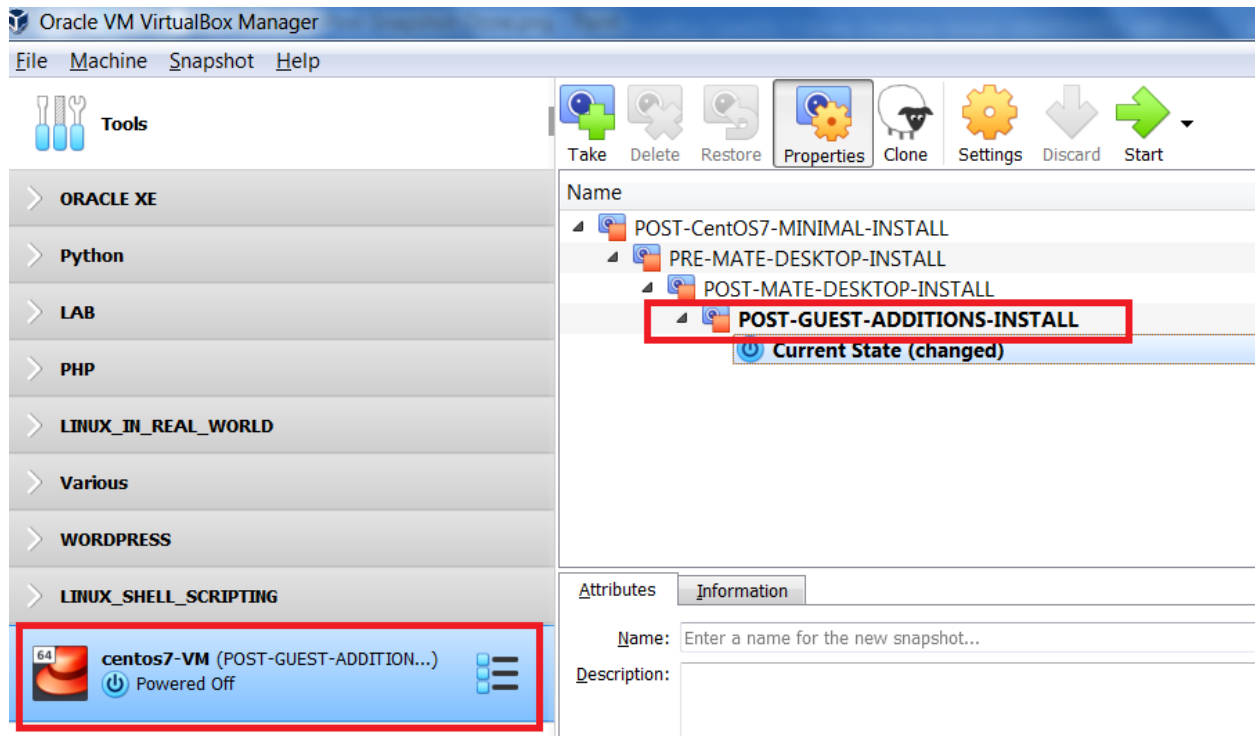 Oracle VM VirtualBox Manager
File Machine Snapshot Help
Tools
ORACLE XE
Python
LAB
PHP
LINUX_IN_REAL_WORLD
Various
WORDPRESS
LINUX_SHELL_SCRIPTING
64
centos7-VM (POST-GUEST-ADDITION...)
Powered Off
Take Delete Restore Properties Clone Settings Discard Start
Name
POST-CentOS7-MINIMAL-INSTALL
PRE-MATE-DESKTOP-INSTALL
POST-MATE-DESKTOP-INSTALL
POST-GUEST-ADDITIONS-INSTALL
Current State (changed)
Attributes Information
Name: Enter a name for the new snapshot...
Description: